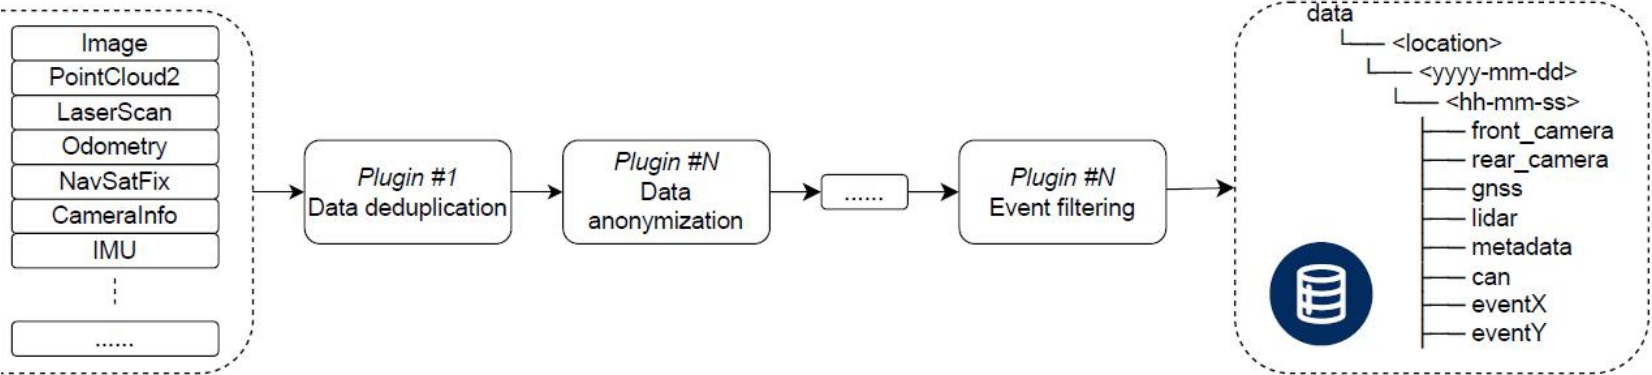 Image
PointCloud2
LaserScan
Odometry
NavSatFix
CameraInfo
IMU
......
Plugin #1
Data deduplication
Plugin #N
Data
anonymization
......
Plugin #N
Event filtering
data
<location>
<yyyy-mm-dd>
<hh-mm-ss>
front_camera
rear_camera
gnss
lidar
metadata
can
eventX
eventY